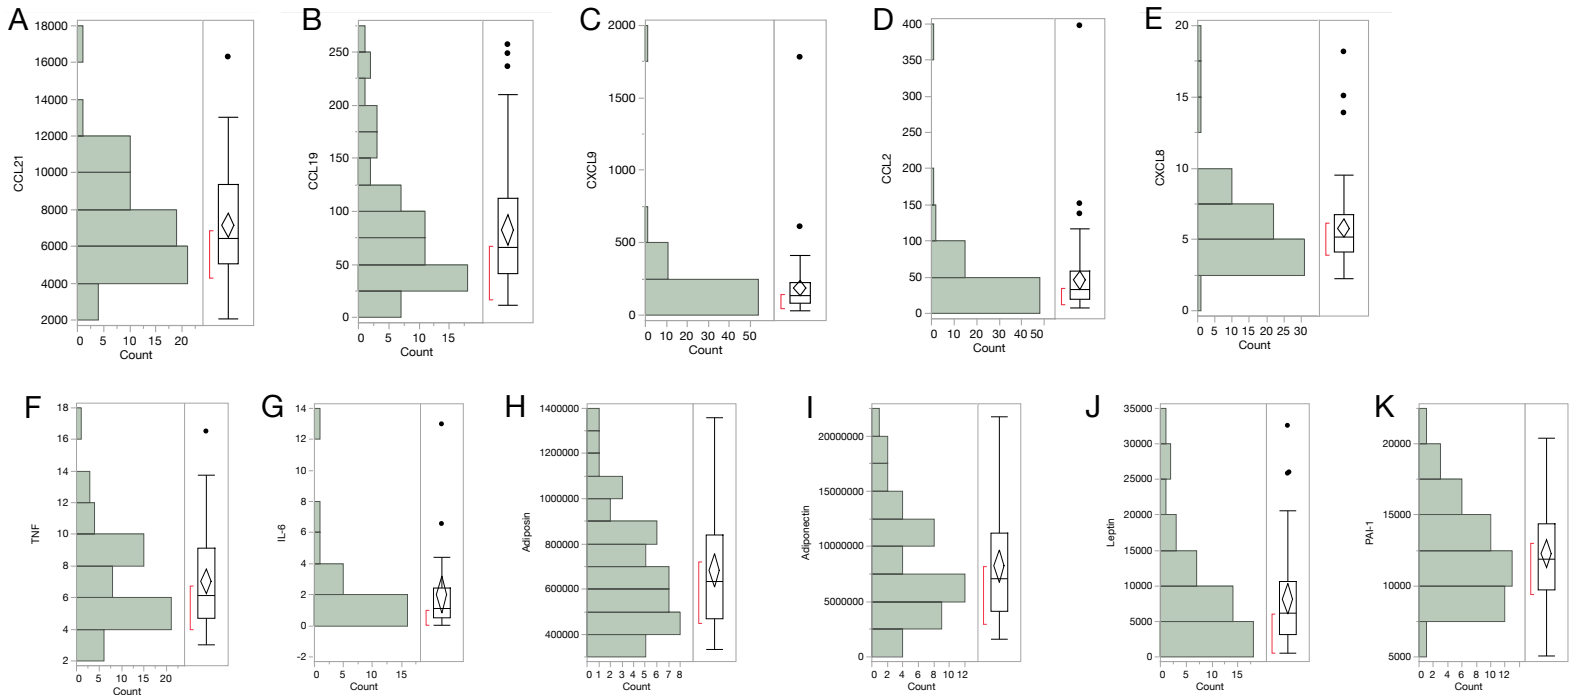 A
18000
16000
14000
12000
10000
8000
6000
4000
2000
CCL21
0 5 10 15 20
Count
B
250
200
150
100
50
0
CCL19
0 5 10 15
Count
C
2000
1500
1000
500
0
CXCL9
0 10 20 30 40 50
Count
D
400
350
300
250
200
150
100
50
0
CCL2
0 10 20 30 40 50
Count
E
20
15
10
5
0
CXCL8
0 5 10 15 20 25 30
Count
F
18
16
14
12
10
8
6
4
2
TNF
0 5 10 15 20
Count
G
14
12
10
8
6
4
2
0
-2
IL-6
0 5 10 15
Count
H
1400000
1200000
1000000
800000
600000
400000
Adiposin
0 1 2 3 4 5 6 7 8
Count
I
20000000
15000000
10000000
5000000
0
Adiponectin
0 2 4 6 8 10 12
Count
J
35000
30000
25000
20000
15000
10000
5000
0
Leptin
0 5 10 15
Count
K
20000
15000
10000
5000
PAI-1
0 2 4 6 8 10 12
Count